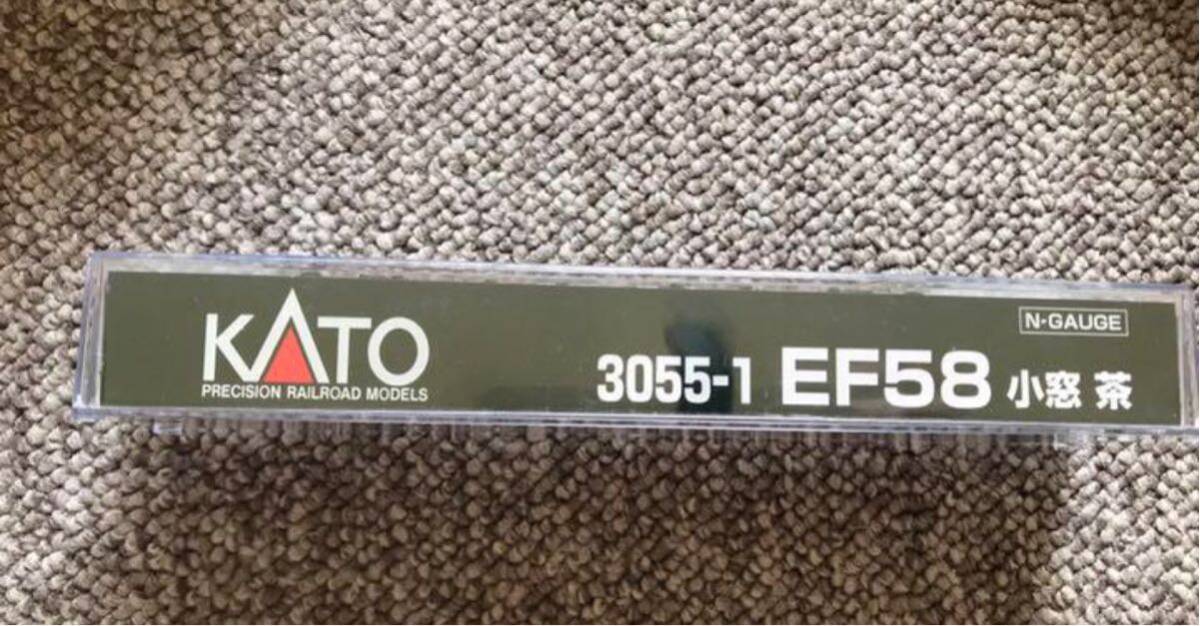 KATO
PRECISION RAILROAD MODELS
N-GAUGE
3055-1 EF58 小窓 茶